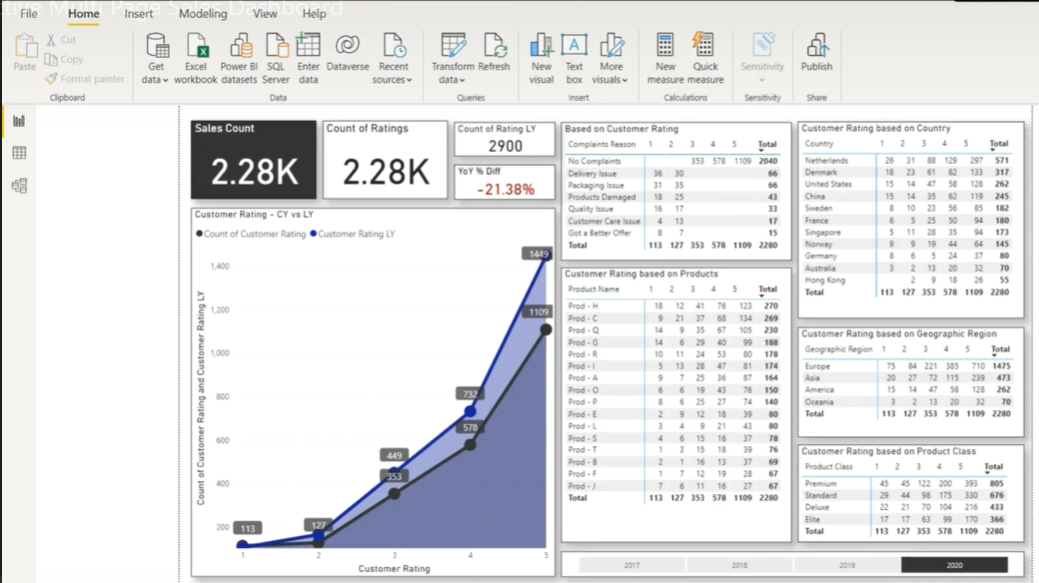 tive Multi Page Sales Dashboard
File Home Insert Modeling View Help
Paste
Cut
Copy
Format painter
Clipboard
Get data
Excel workbook
Power BI datasets
SQL Server
Enter data
Dataverse
Recent sources
Data
Transform data
Refresh
Queries
New visual
Text box
More visuals
Insert
New measure
Quick measure
Calculations
Sensitivity
Sensitivity
Publish
Share
Sales Count
2.28K
Count of Ratings
2.28K
Count of Rating LY
2900
YoY % Diff
-21.38%
Customer Rating - CY vs LY
Count of Customer Rating Customer Rating LY
Count of Customer Rating and Customer Rating LY
1,400
1,200
1,000
800
600
400
200
1449
1109
732
578
449
353
127
113
1 2 3 4 5
Customer Rating
Based on Customer Rating
Complaints Reason 1 2 3 4 5 Total
No Complaints 353 578 1109 2040
Delivery Issue 36 30 66
Packaging Issue 31 35 66
Products Damaged 18 25 43
Quality Issue 16 17 33
Customer Care Issue 4 13 17
Got a Better Offer 8 7 15
Total 113 127 353 578 1109 2280
Customer Rating based on Products
Product Name 1 2 3 4 5 Total
Prod - H 18 12 41 76 123 270
Prod - C 9 21 37 68 134 269
Prod - Q 14 9 35 67 105 230
Prod - G 14 6 29 40 99 188
Prod - R 10 11 24 53 80 178
Prod - I 5 13 28 47 81 174
Prod - A 9 7 25 36 87 164
Prod - O 6 6 19 43 76 150
Prod - P 8 6 25 27 74 140
Prod - E 2 9 12 18 39 80
Prod - L 3 4 9 21 43 80
Prod - S 4 6 15 16 37 78
Prod - T 1 3 15 18 39 76
Prod - B 2 1 16 13 37 69
Prod - F 1 7 12 19 28 67
Prod - J 7 6 11 16 27 67
Total 113 127 353 578 1109 2280
Customer Rating based on Country
Country 1 2 3 4 5 Total
Netherlands 26 31 88 129 297 571
Denmark 18 23 61 82 133 317
United States 15 14 47 58 128 262
China 15 14 35 62 119 245
Sweden 8 10 23 56 85 182
France 6 5 25 50 94 180
Singapore 5 11 28 35 94 173
Norway 9 9 19 44 64 145
Germany 8 6 5 24 37 80
Australia 3 2 13 20 32 70
Hong Kong 2 9 18 26 55
Total 113 127 353 578 1109 2280
Customer Rating based on Geographic Region
Geographic Region 1 2 3 4 5 Total
Europe 75 84 221 385 710 1475
Asia 20 27 72 115 239 473
America 15 14 47 58 128 262
Oceania 3 2 13 20 32 70
Total 113 127 353 578 1109 2280
Customer Rating based on Product Class
Product Class 1 2 3 4 5 Total
Premium 45 45 122 200 393 805
Standard 29 44 98 175 330 676
Deluxe 22 21 70 104 216 433
Elite 17 17 63 99 170 366
Total 113 127 353 578 1109 2280
2017 2018 2019 2020